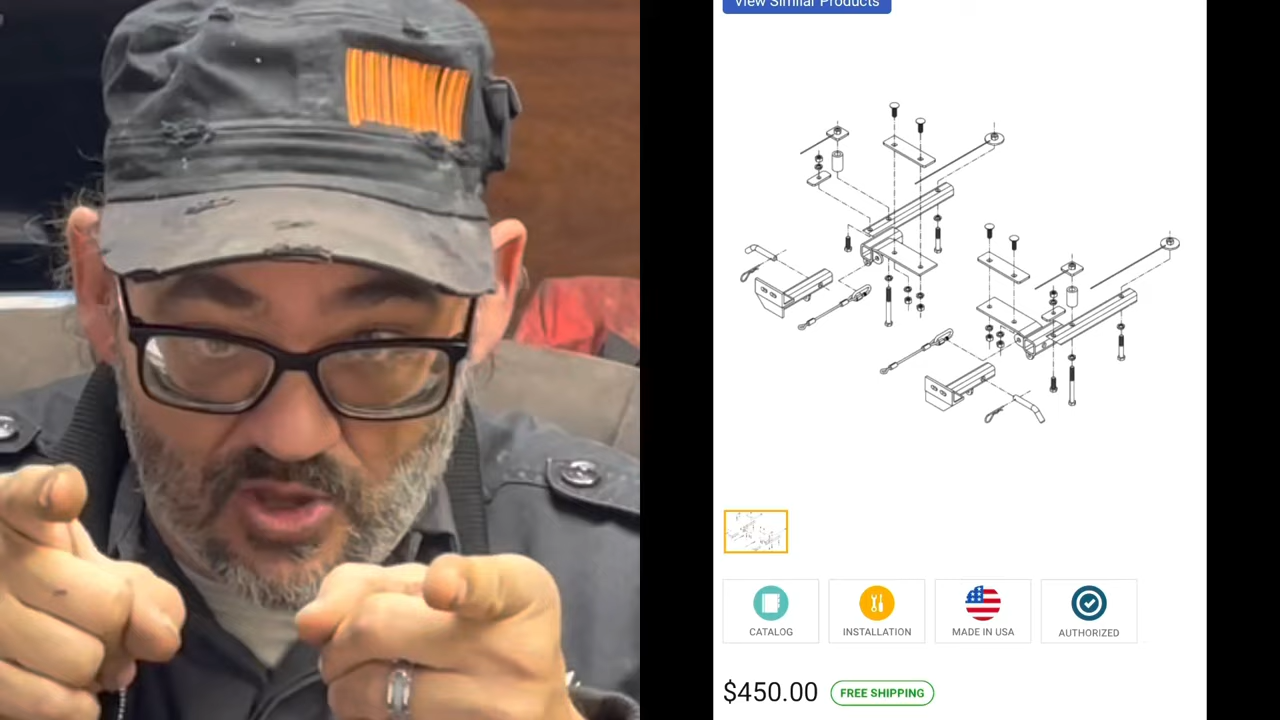 View Similar Products
CATALOG
INSTALLATION
MADE IN USA
AUTHORIZED
$450.00
FREE SHIPPING